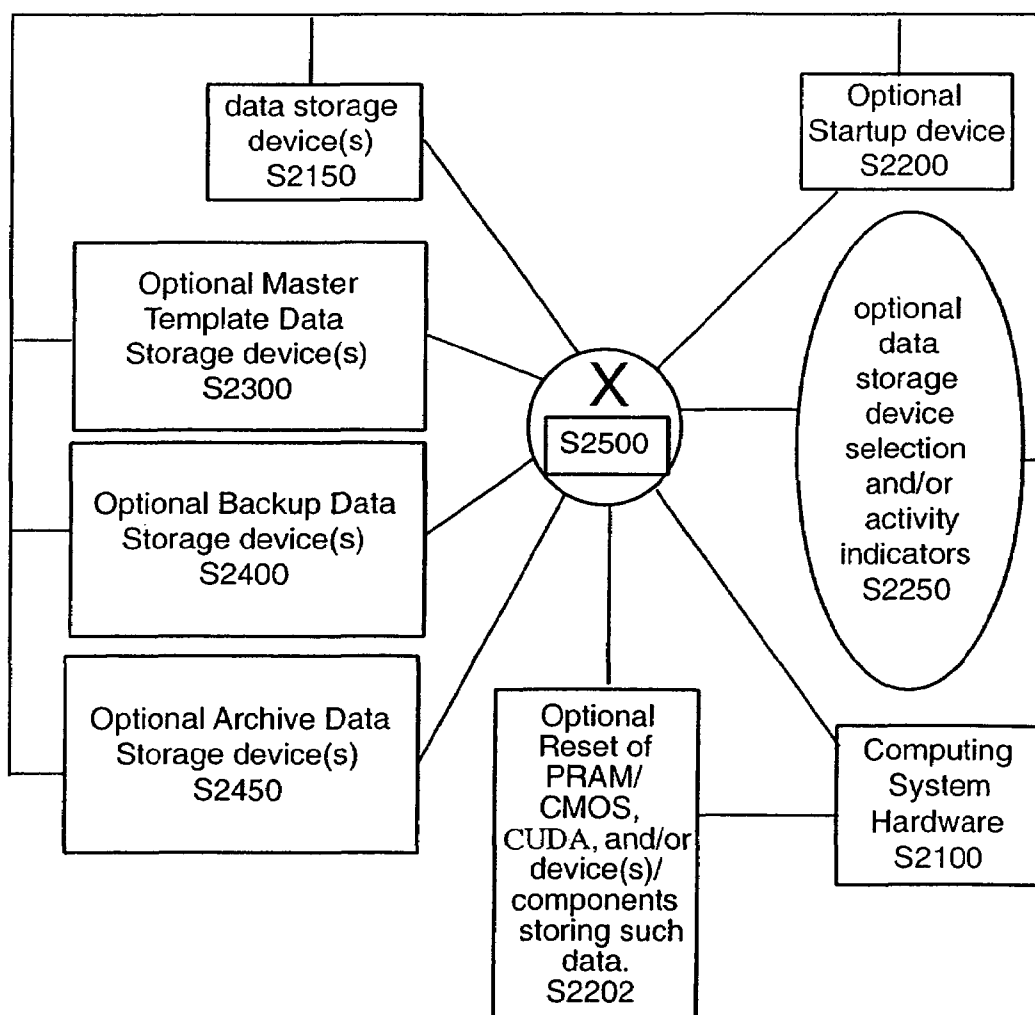 data storage
device(s)
S2150
Optional
Startup device
S2200
Optional Master
Template Data
Storage device(s)
S2300
optional
data
storage
device
selection
and/or
activity
indicators
S2250
X
S2500
Optional Backup Data
Storage device(s)
S2400
Optional Archive Data
Storage device(s)
S2450
Optional
Reset of
PRAM/
CMOS,
CUDA, and/or
device(s)/
components
storing such
data.
S2202
Computing
System
Hardware
S2100